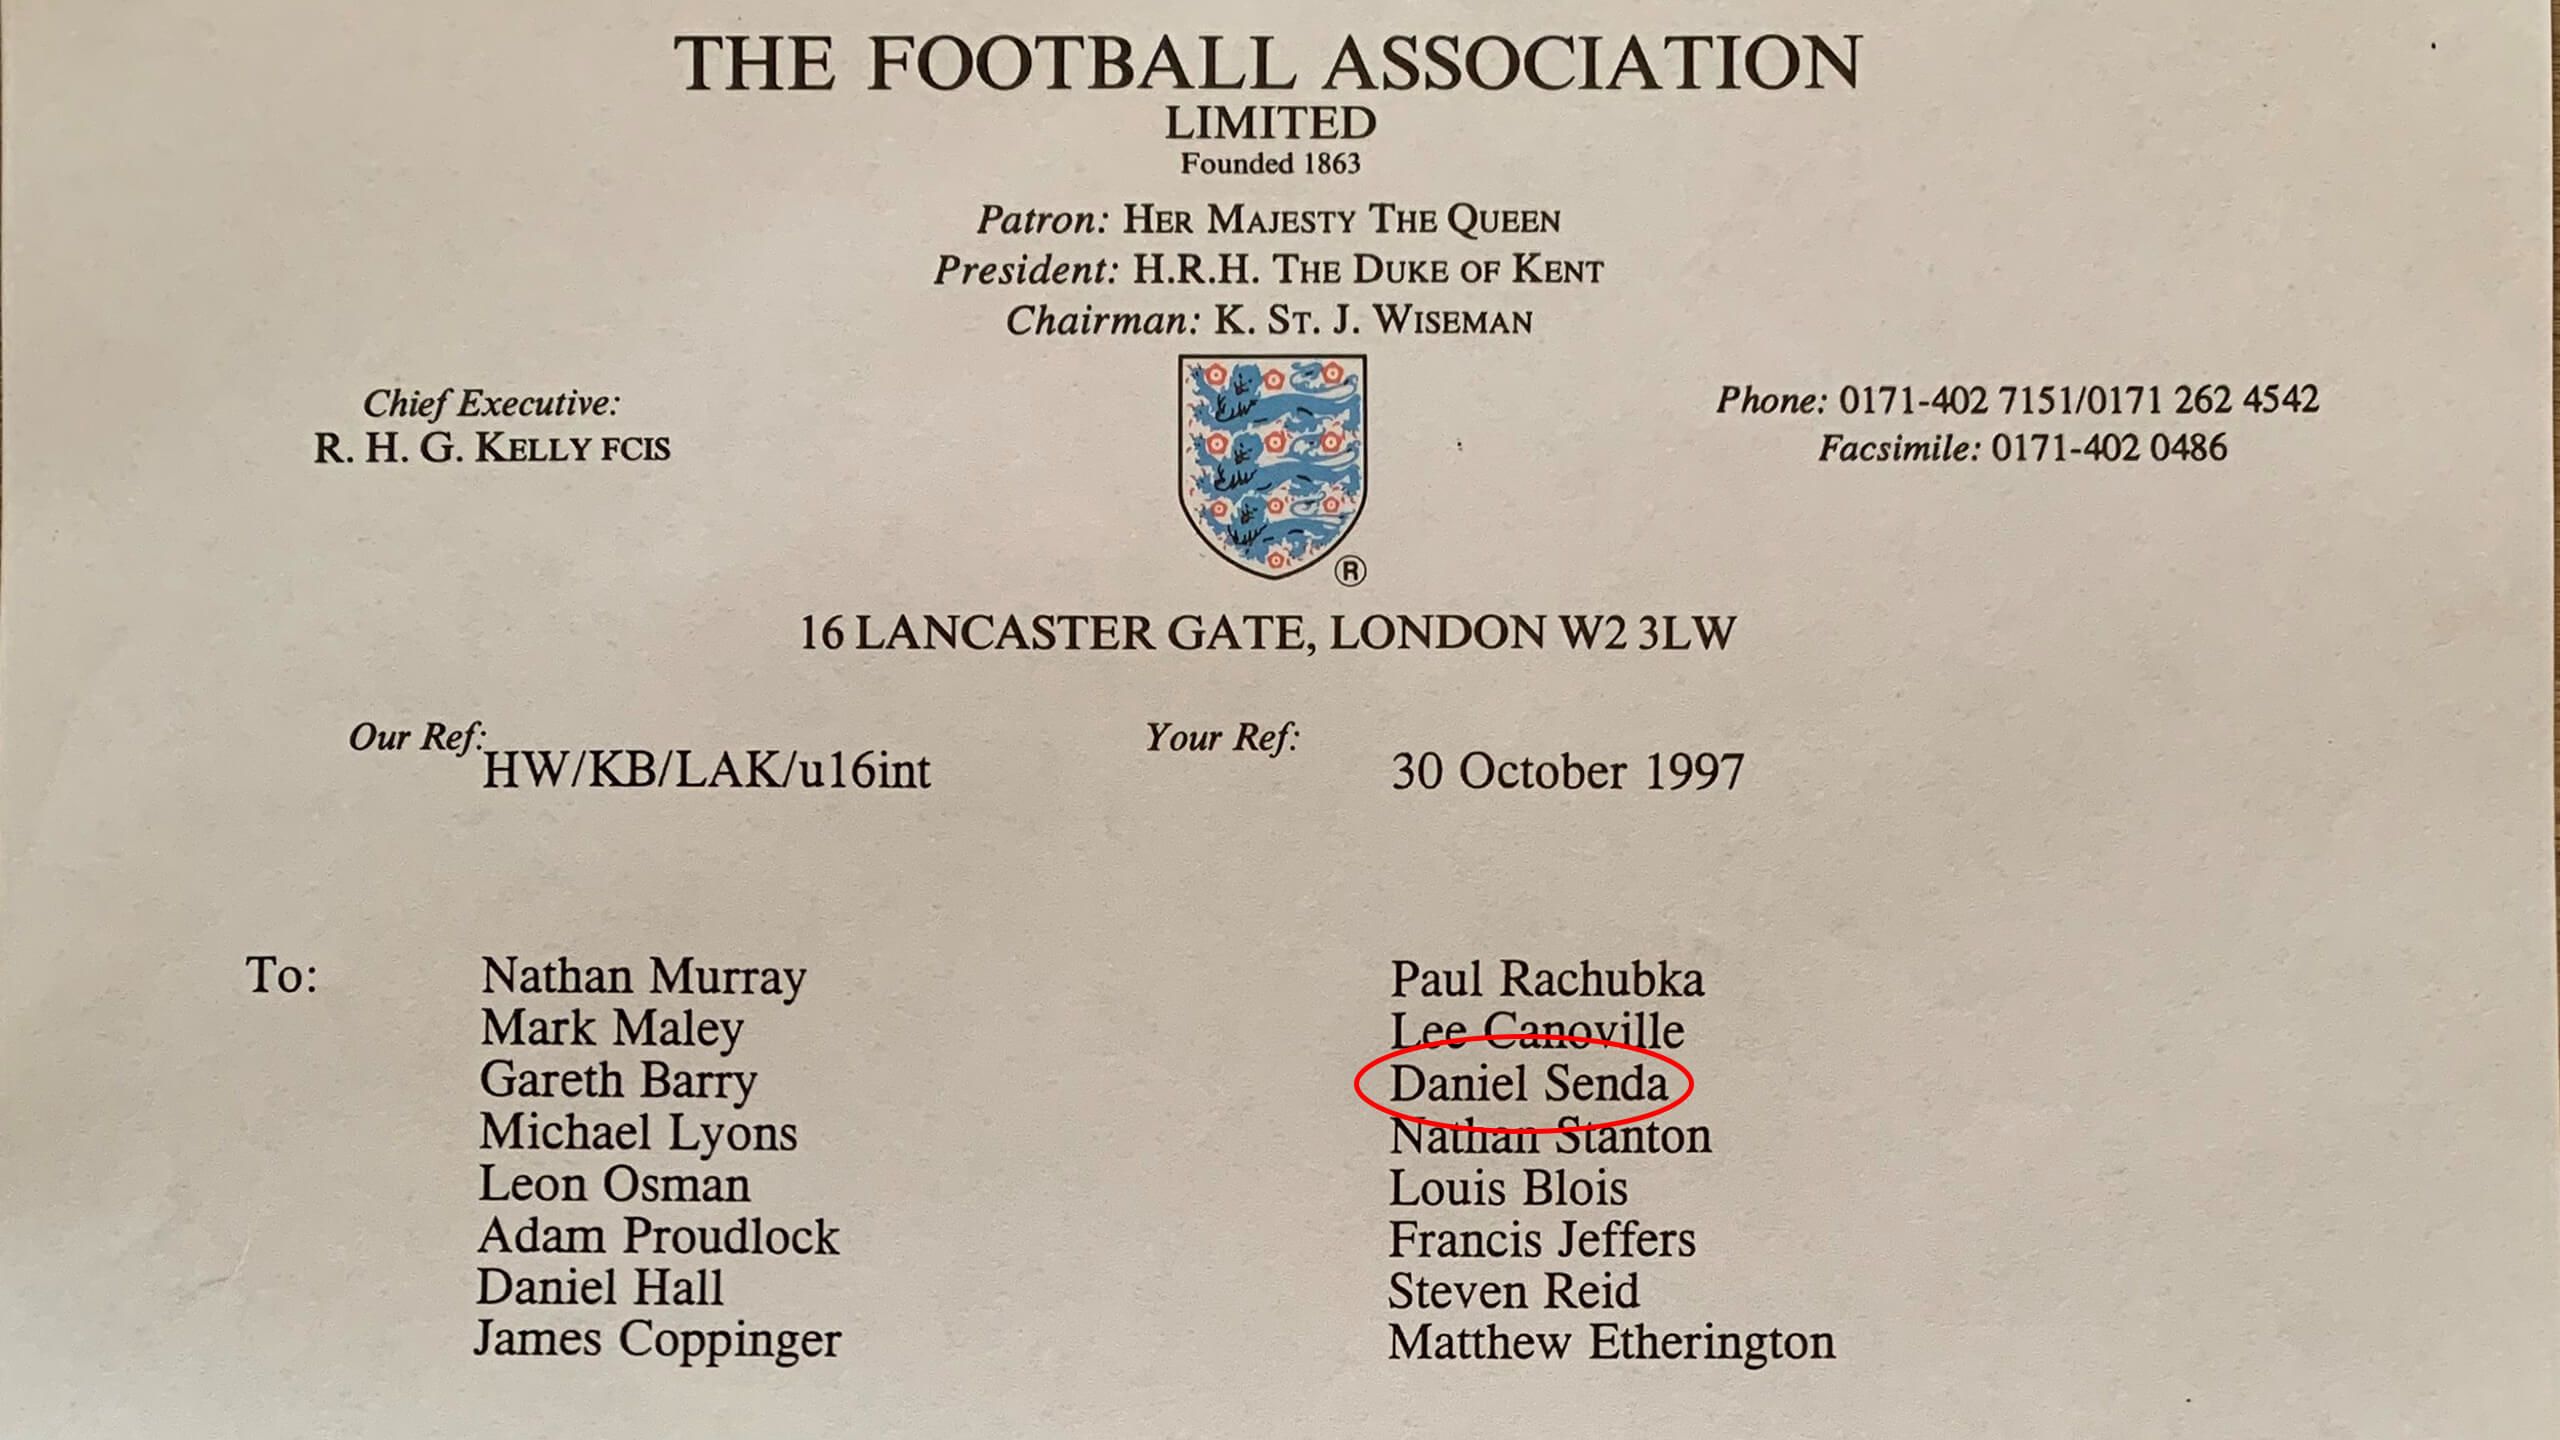 THE FOOTBALL ASSOCIATION
LIMITED
Founded 1863
Patron: HER MAJESTY THE QUEEN
President: H.R.H. THE DUKE OF KENT
Chairman: K. ST. J. WISEMAN
Chief Executive:
R. H. G. KELLY FCIS
Phone: 0171-402 7151/0171 262 4542
Facsimile: 0171-402 0486
®
16 LANCASTER GATE, LONDON W2 3LW
Our Ref: HW/KB/LAK/u16int
Your Ref:
30 October 1997
To:
Nathan Murray
Mark Maley
Gareth Barry
Michael Lyons
Leon Osman
Adam Proudlock
Daniel Hall
James Coppinger
Paul Rachubka
Lee Canoville
Daniel Senda
Nathan Stanton
Louis Blois
Francis Jeffers
Steven Reid
Matthew Etherington